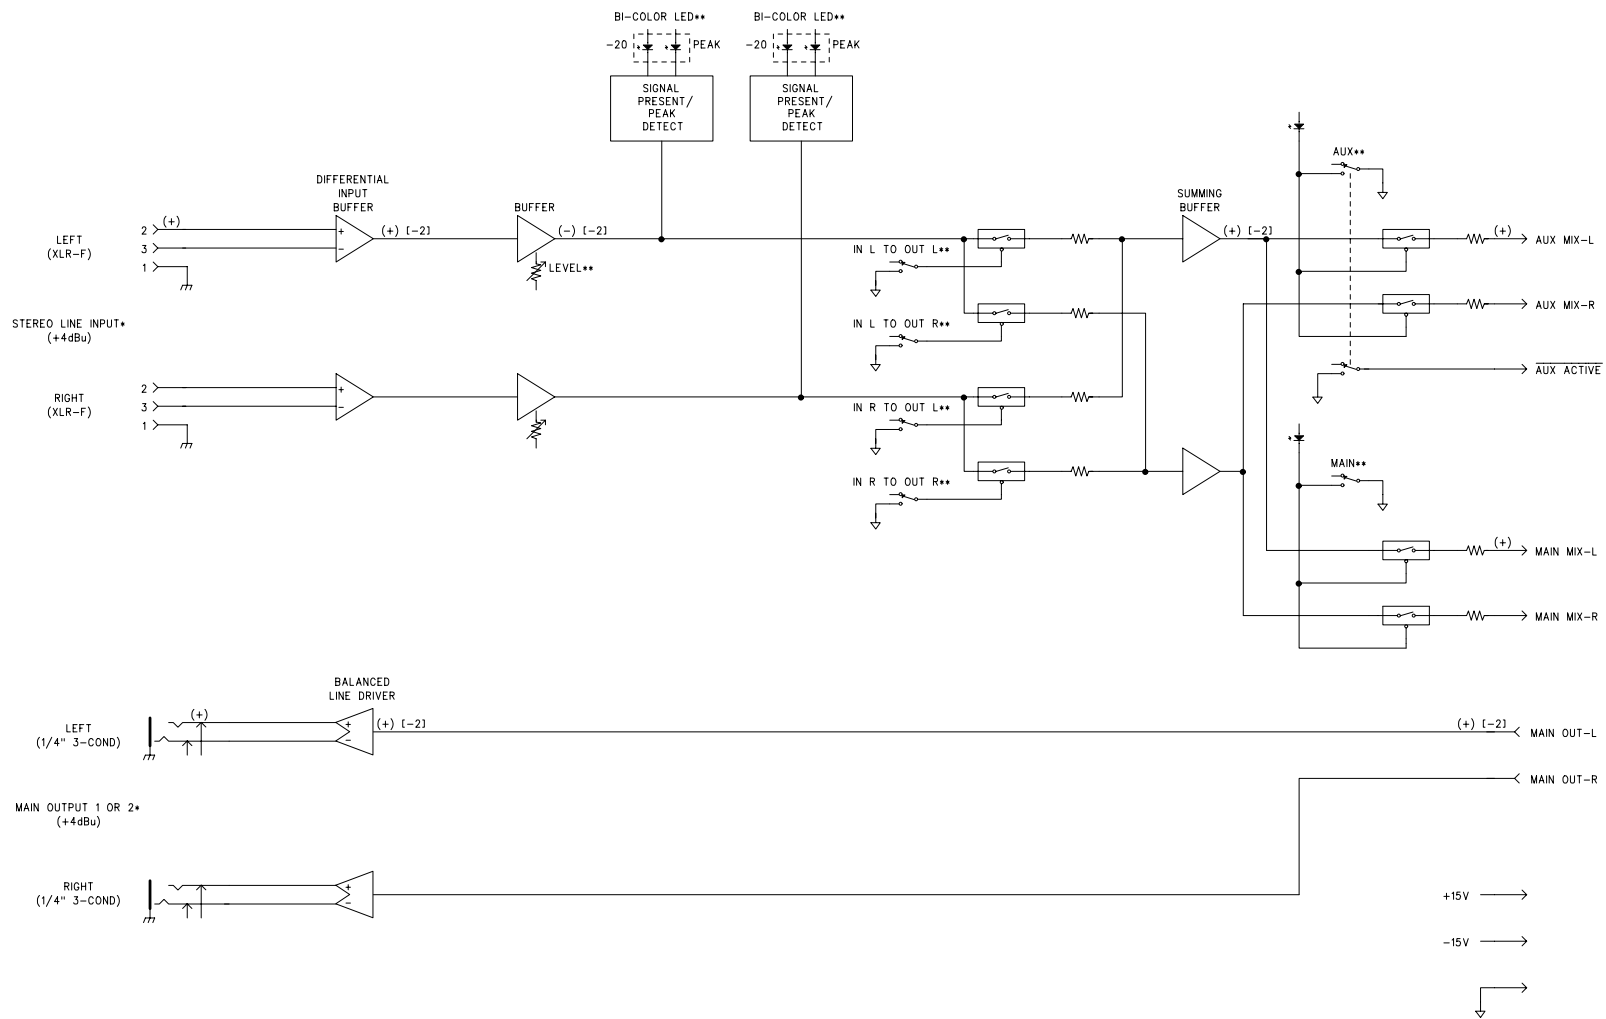 BI-COLOR LED** BI-COLOR LED**
-20 PEAK -20 PEAK
SIGNAL PRESENT/ PEAK DETECT
SIGNAL PRESENT/ PEAK DETECT
AUX**
DIFFERENTIAL
INPUT
BUFFER
BUFFER
SUMMING
BUFFER
LEFT
(XLR-F)
2 (+)
+
3
−
1
(+) [-2]
(-) [-2]
LEVEL**
IN L TO OUT L**
(+) [-2]
(+) AUX MIX-L
AUX MIX-R
STEREO LINE INPUT*
(+4dBu)
IN L TO OUT R**
AUX ACTIVE
RIGHT
(XLR-F)
2
+
3
−
1
IN R TO OUT L**
IN R TO OUT R**
MAIN**
(+) MAIN MIX-L
MAIN MIX-R
BALANCED
LINE DRIVER
LEFT
(1/4" 3-COND)
(+)
+
−
(+) [-2]
(+) [-2]
MAIN OUT-L
MAIN OUT-R
MAIN OUTPUT 1 OR 2*
(+4dBu)
RIGHT
(1/4" 3-COND)
+
−
+15V
-15V